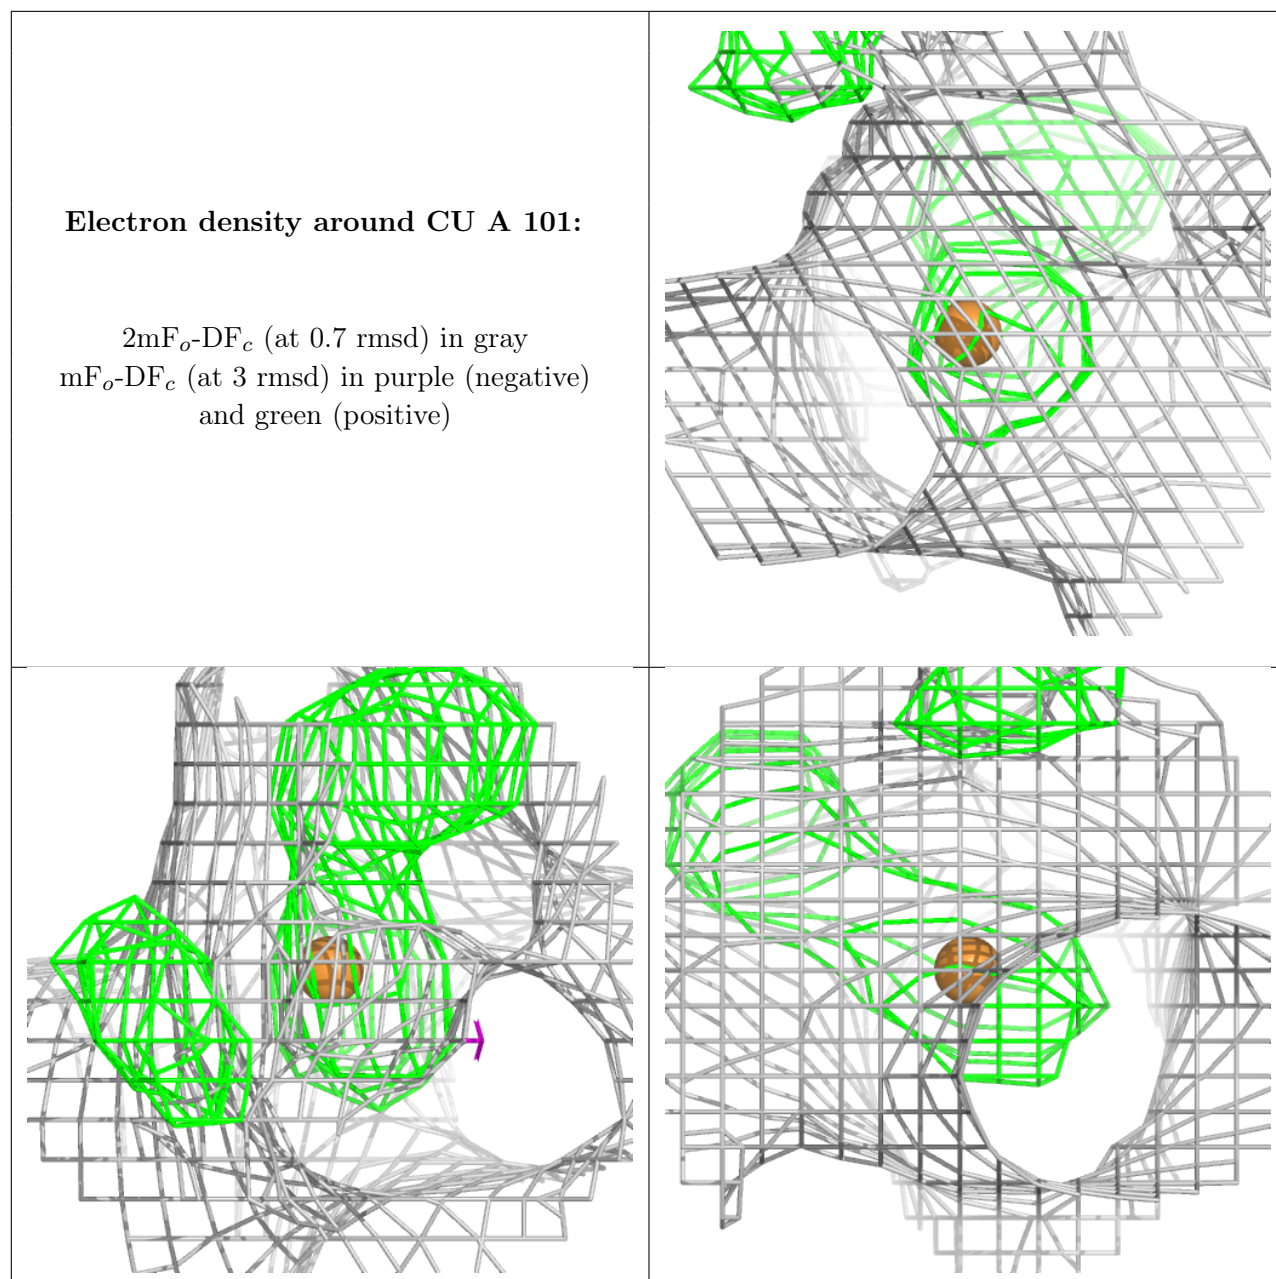 Electron density around CU A 101:
2mFo-DFc (at 0.7 rmsd) in gray
mFo-DFc (at 3 rmsd) in purple (negative)
and green (positive)